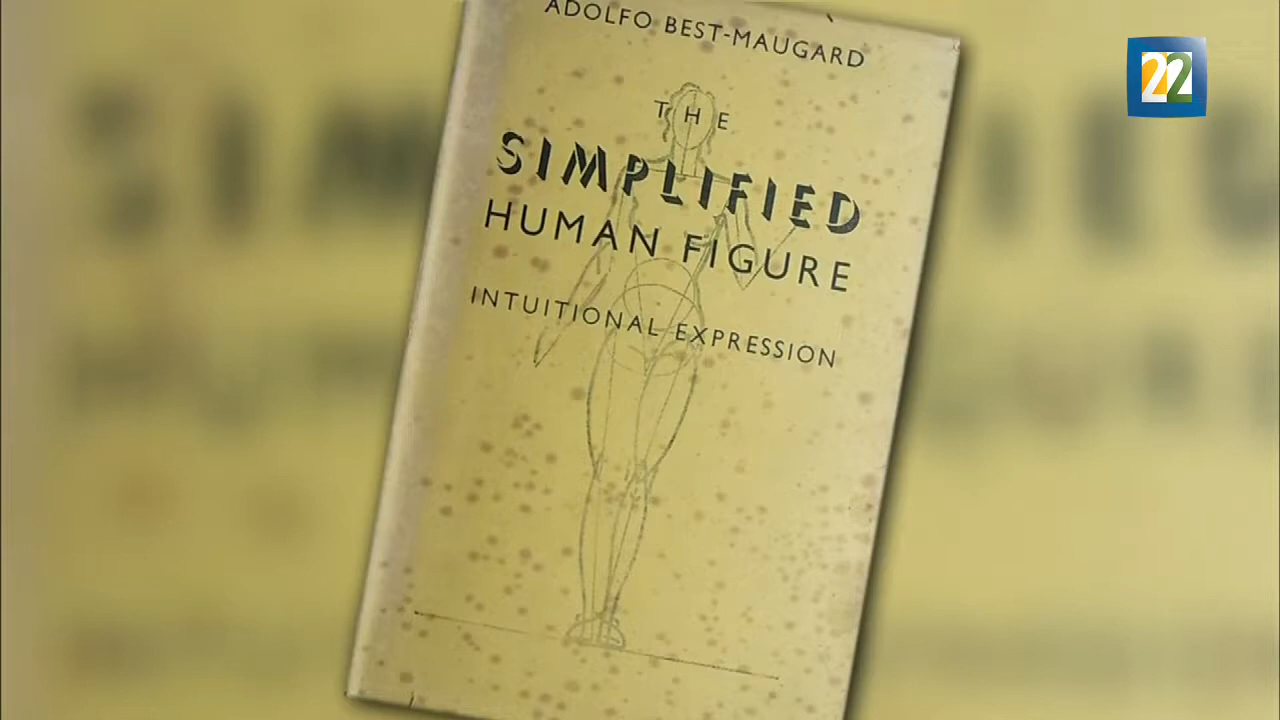 ADOLFO BEST-MAUGARD
THE
SIMPLIFIED
HUMAN FIGURE
INTUITIONAL EXPRESSION
22